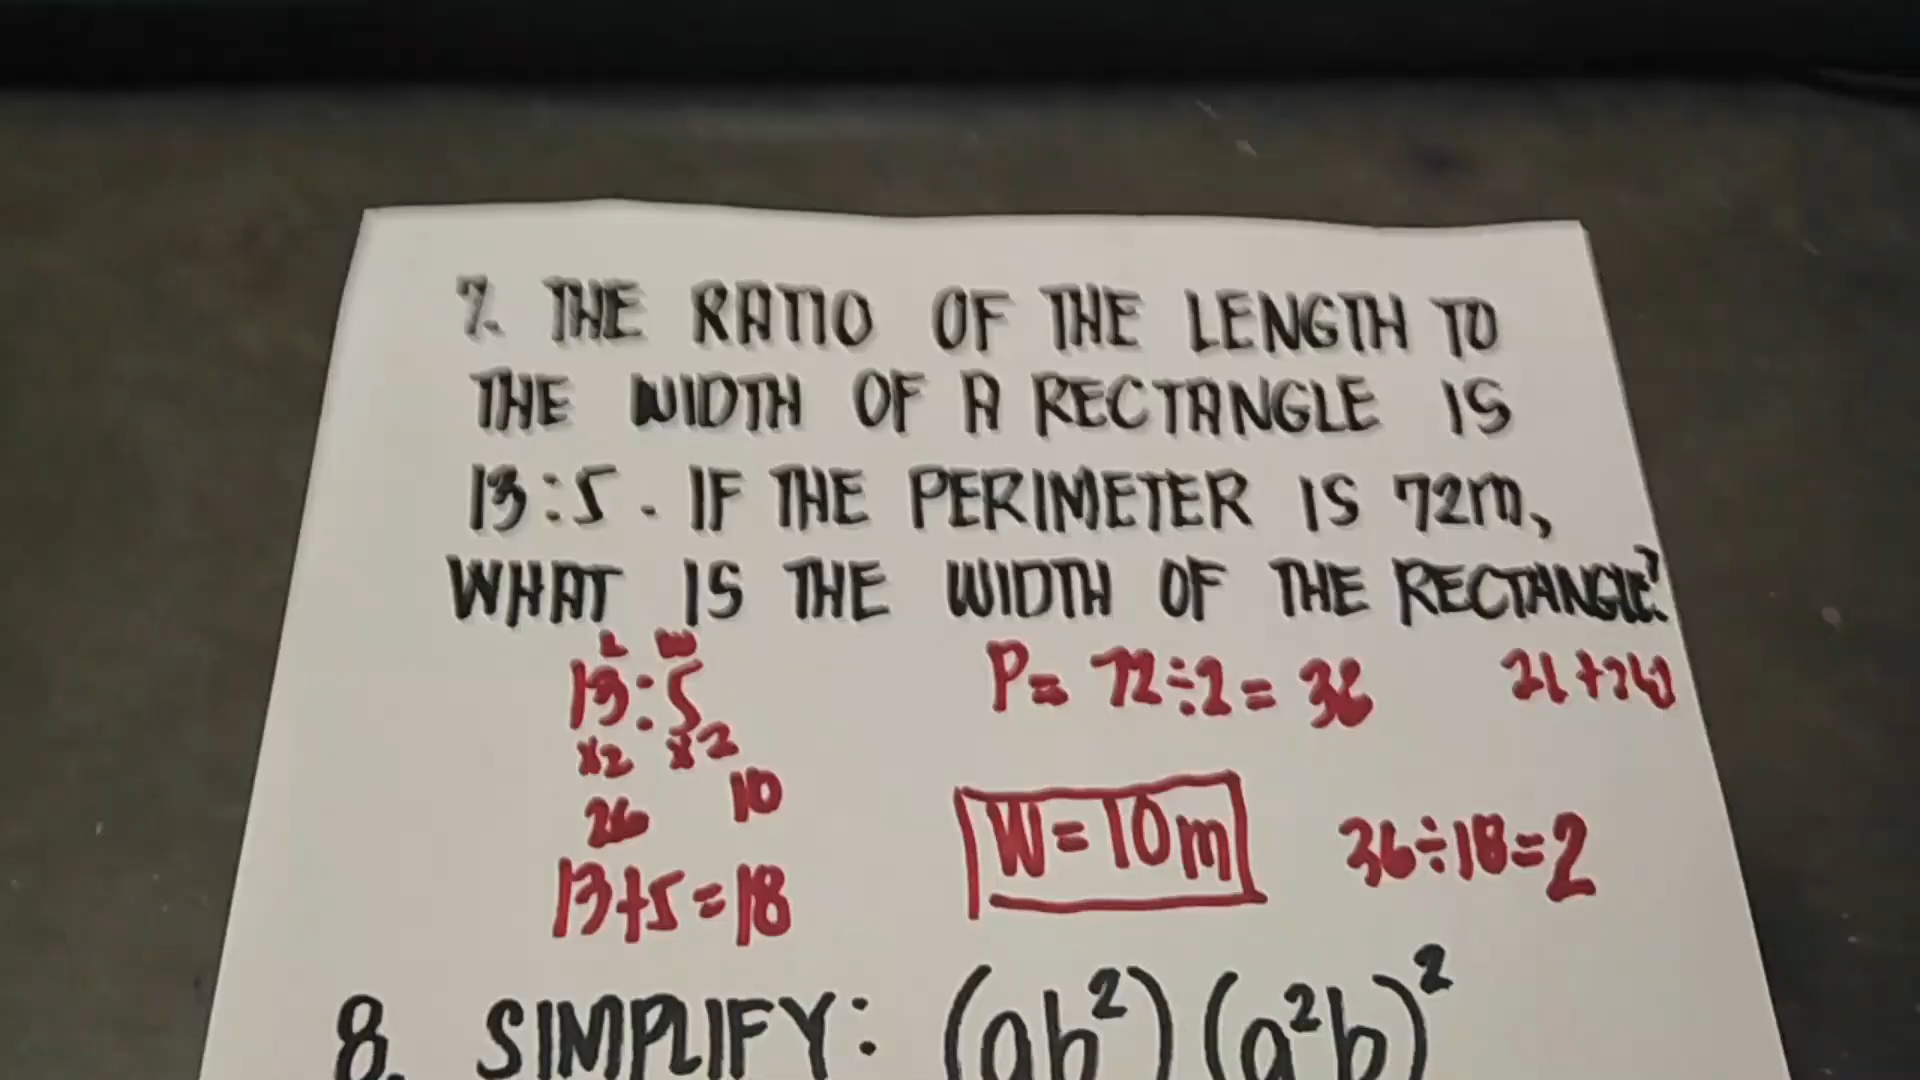 7. THE RATIO OF THE LENGTH TO
THE WIDTH OF A RECTANGLE IS
13:5. IF THE PERIMETER IS 72m,
WHAT IS THE WIDTH OF THE RECTANGLE?
L W
13:5
x2 x2
26 10
13+5=18
P= 72÷2= 36
2L+2W
W=10m
36÷18=2
8. SIMPLIFY: (ab²)(a²b)²